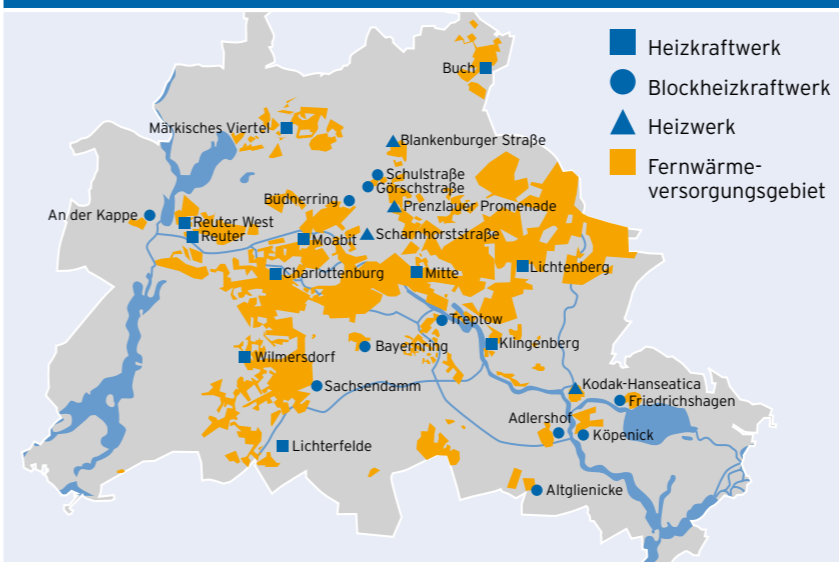 Heizkraftwerk
Blockheizkraftwerk
Heizwerk
Fernwärme-
versorgungsgebiet
Buch
Märkisches Viertel
Blankenburger Straße
Schulstraße
Görschstraße
Büdnerring
Prenzlauer Promenade
An der Kappe
Reuter West
Reuter
Moabit
Scharnhorststraße
Charlottenburg
Mitte
Lichtenberg
Treptow
Klingenberg
Bayernring
Wilmersdorf
Sachsendamm
Kodak-Hanseatica
Friedrichshagen
Adlershof
Köpenick
Lichterfelde
Altglienicke